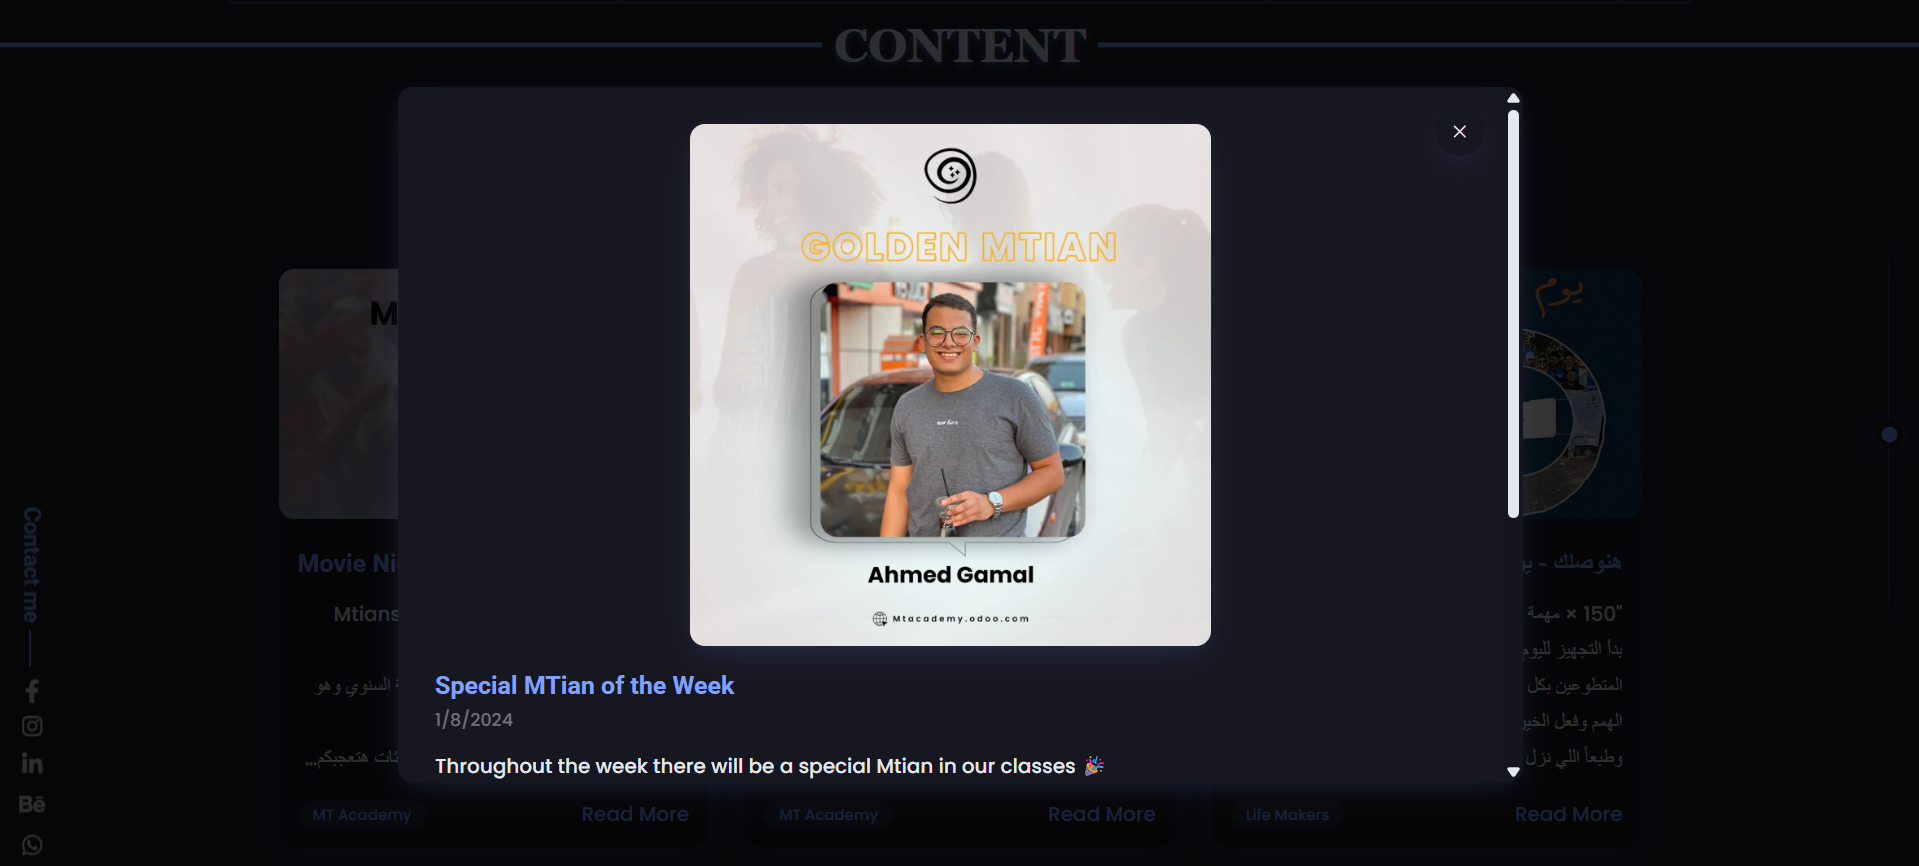 CONTENT
GOLDEN MTIAN
Ahmed Gamal
Mtacademy.odoo.com
Special MTian of the Week
1/8/2024
Throughout the week there will be a special Mtian in our classes 🎉
Contact me
M
Movie Ni
Mtians
السنوي وهو
هتعجبكم...
MT Academy
Read More
MT Academy
Read More
يوم
هنوصلك - يو
"150 × مهمة
بدأ التجهيز لليوم
المتطوعين بكل
الهمم وفعل الخير
وطبعاً اللي نزل
Life Makers
Read More